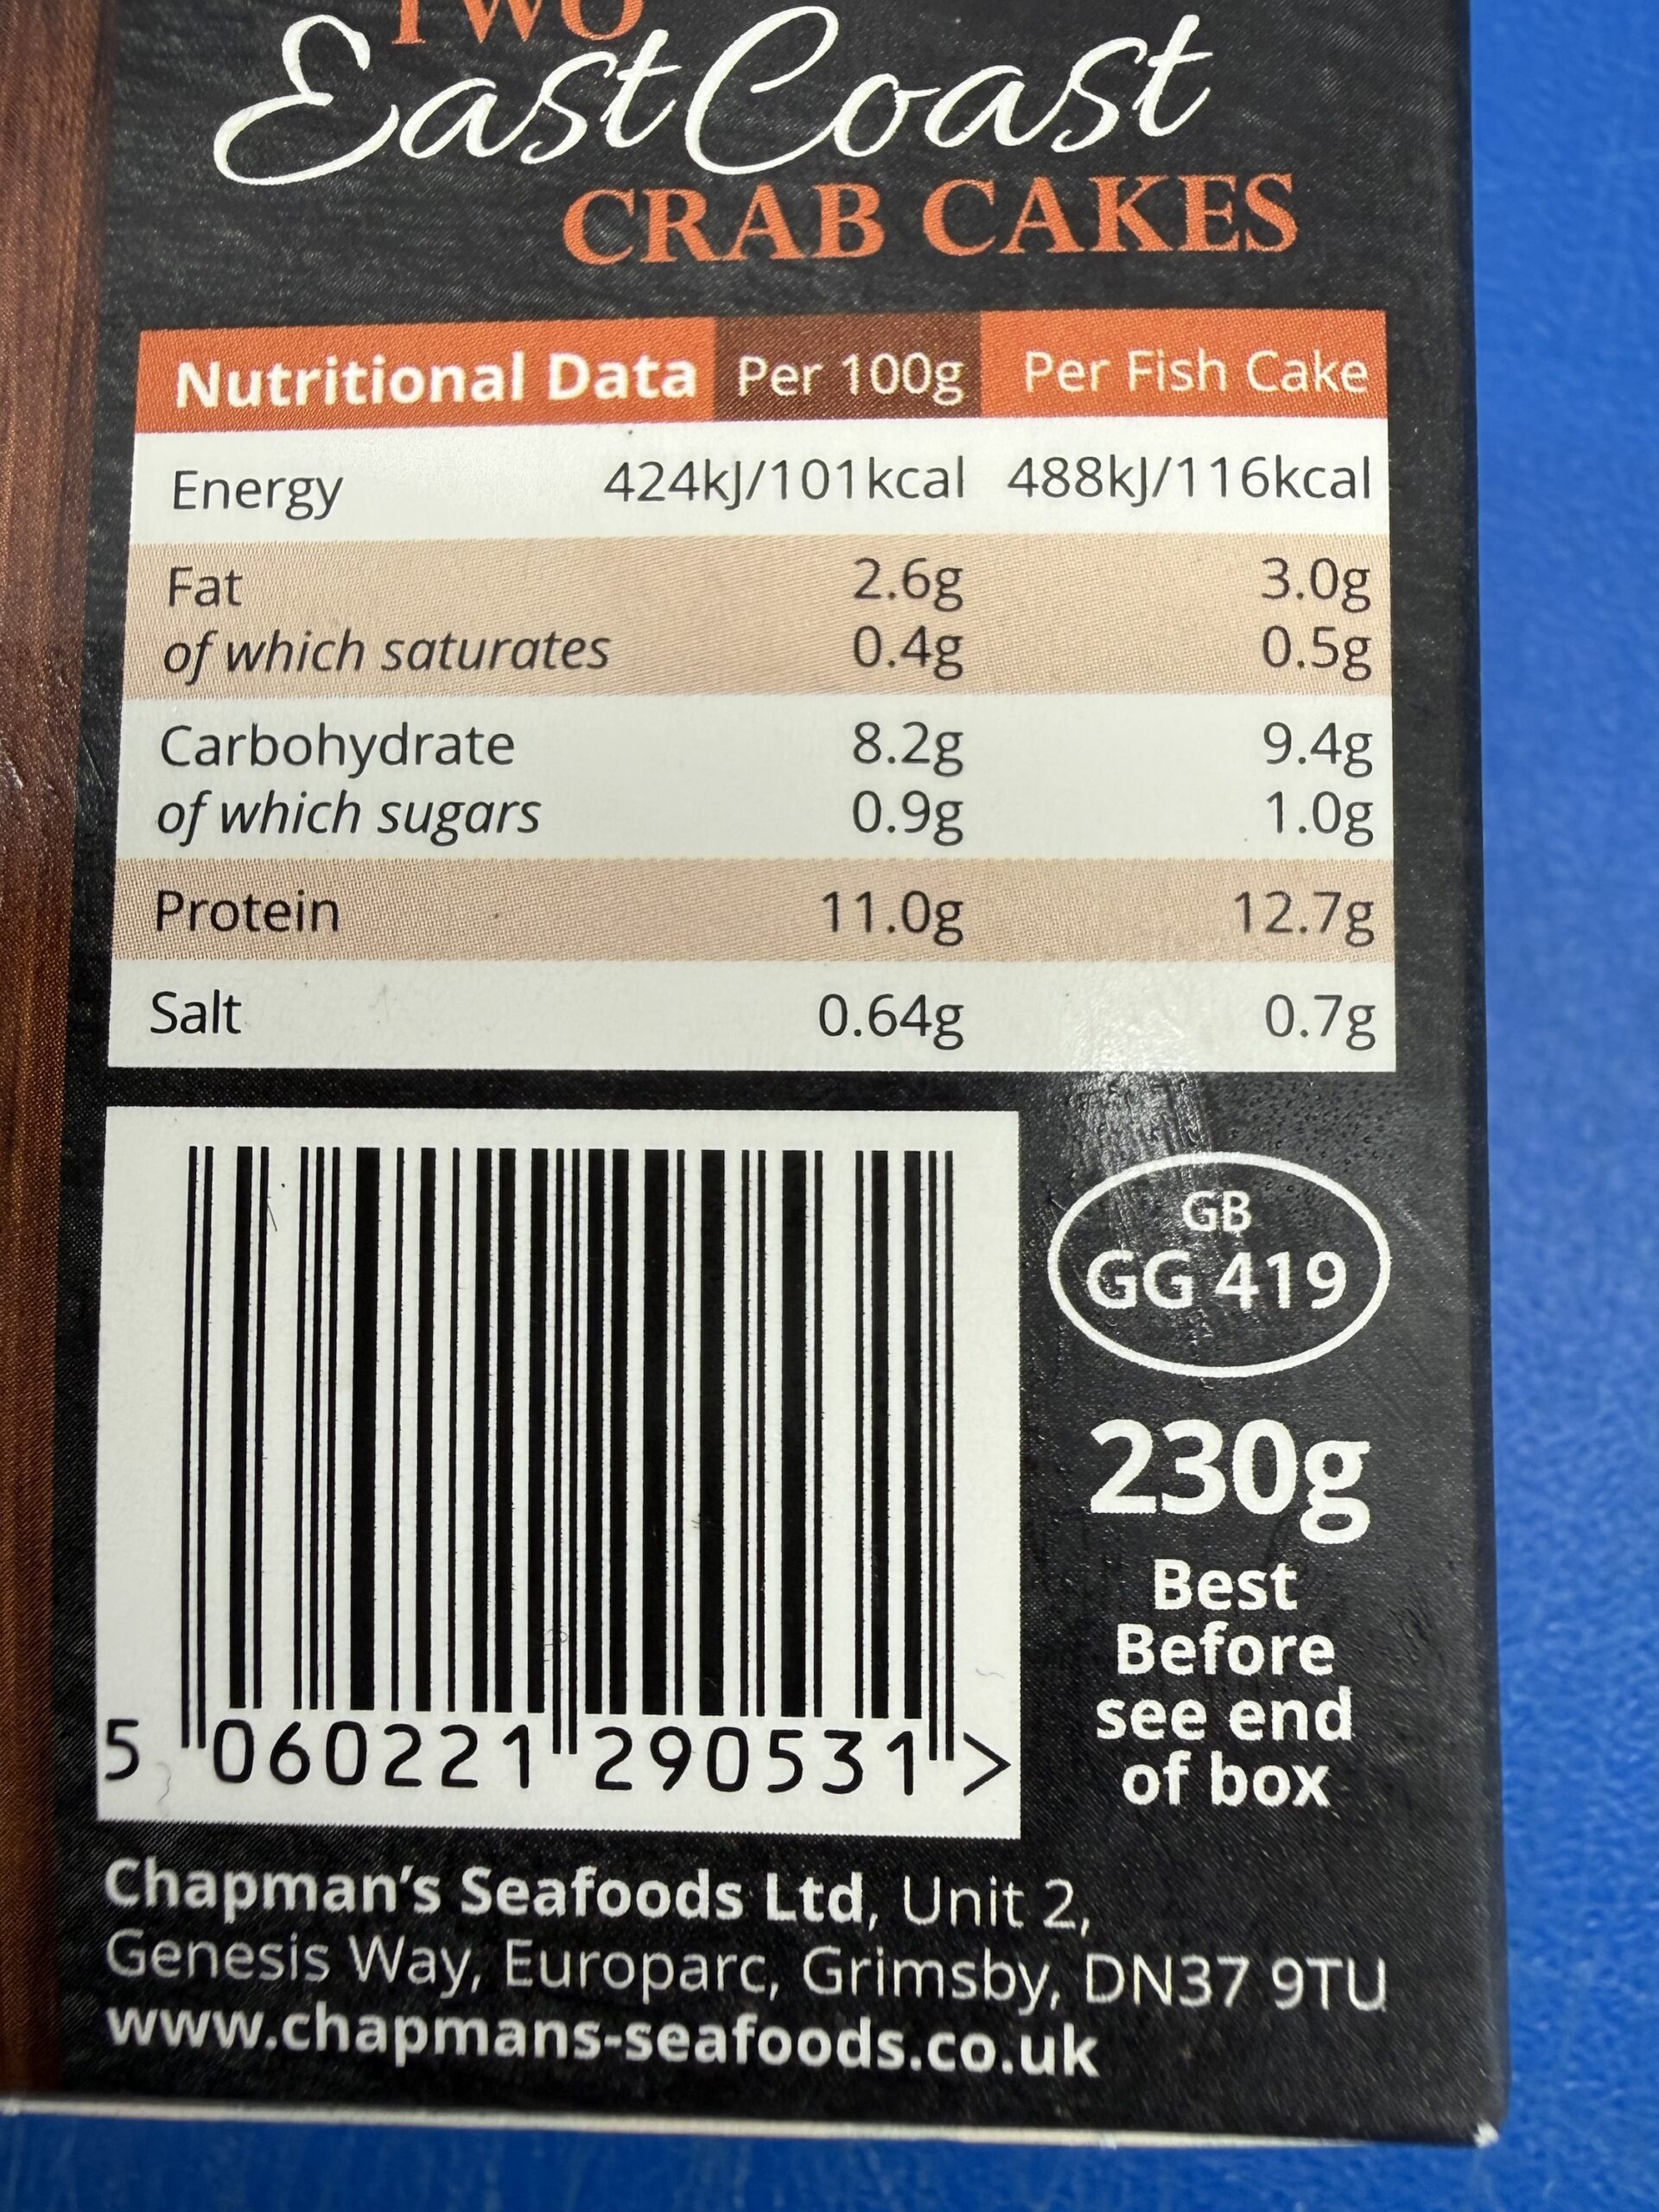 TWO
East Coast
CRAB CAKES
Nutritional Data Per 100g Per Fish Cake
Energy 424kJ/101kcal 488kJ/116kcal
Fat 2.6g 3.0g
of which saturates 0.4g 0.5g
Carbohydrate 8.2g 9.4g
of which sugars 0.9g 1.0g
Protein 11.0g 12.7g
Salt 0.64g 0.7g
GB
GG 419
230g
Best
Before
see end
of box
5 060221 290531 >
Chapman's Seafoods Ltd, Unit 2,
Genesis Way, Europarc, Grimsby, DN37 9TU
www.chapmans-seafoods.co.uk